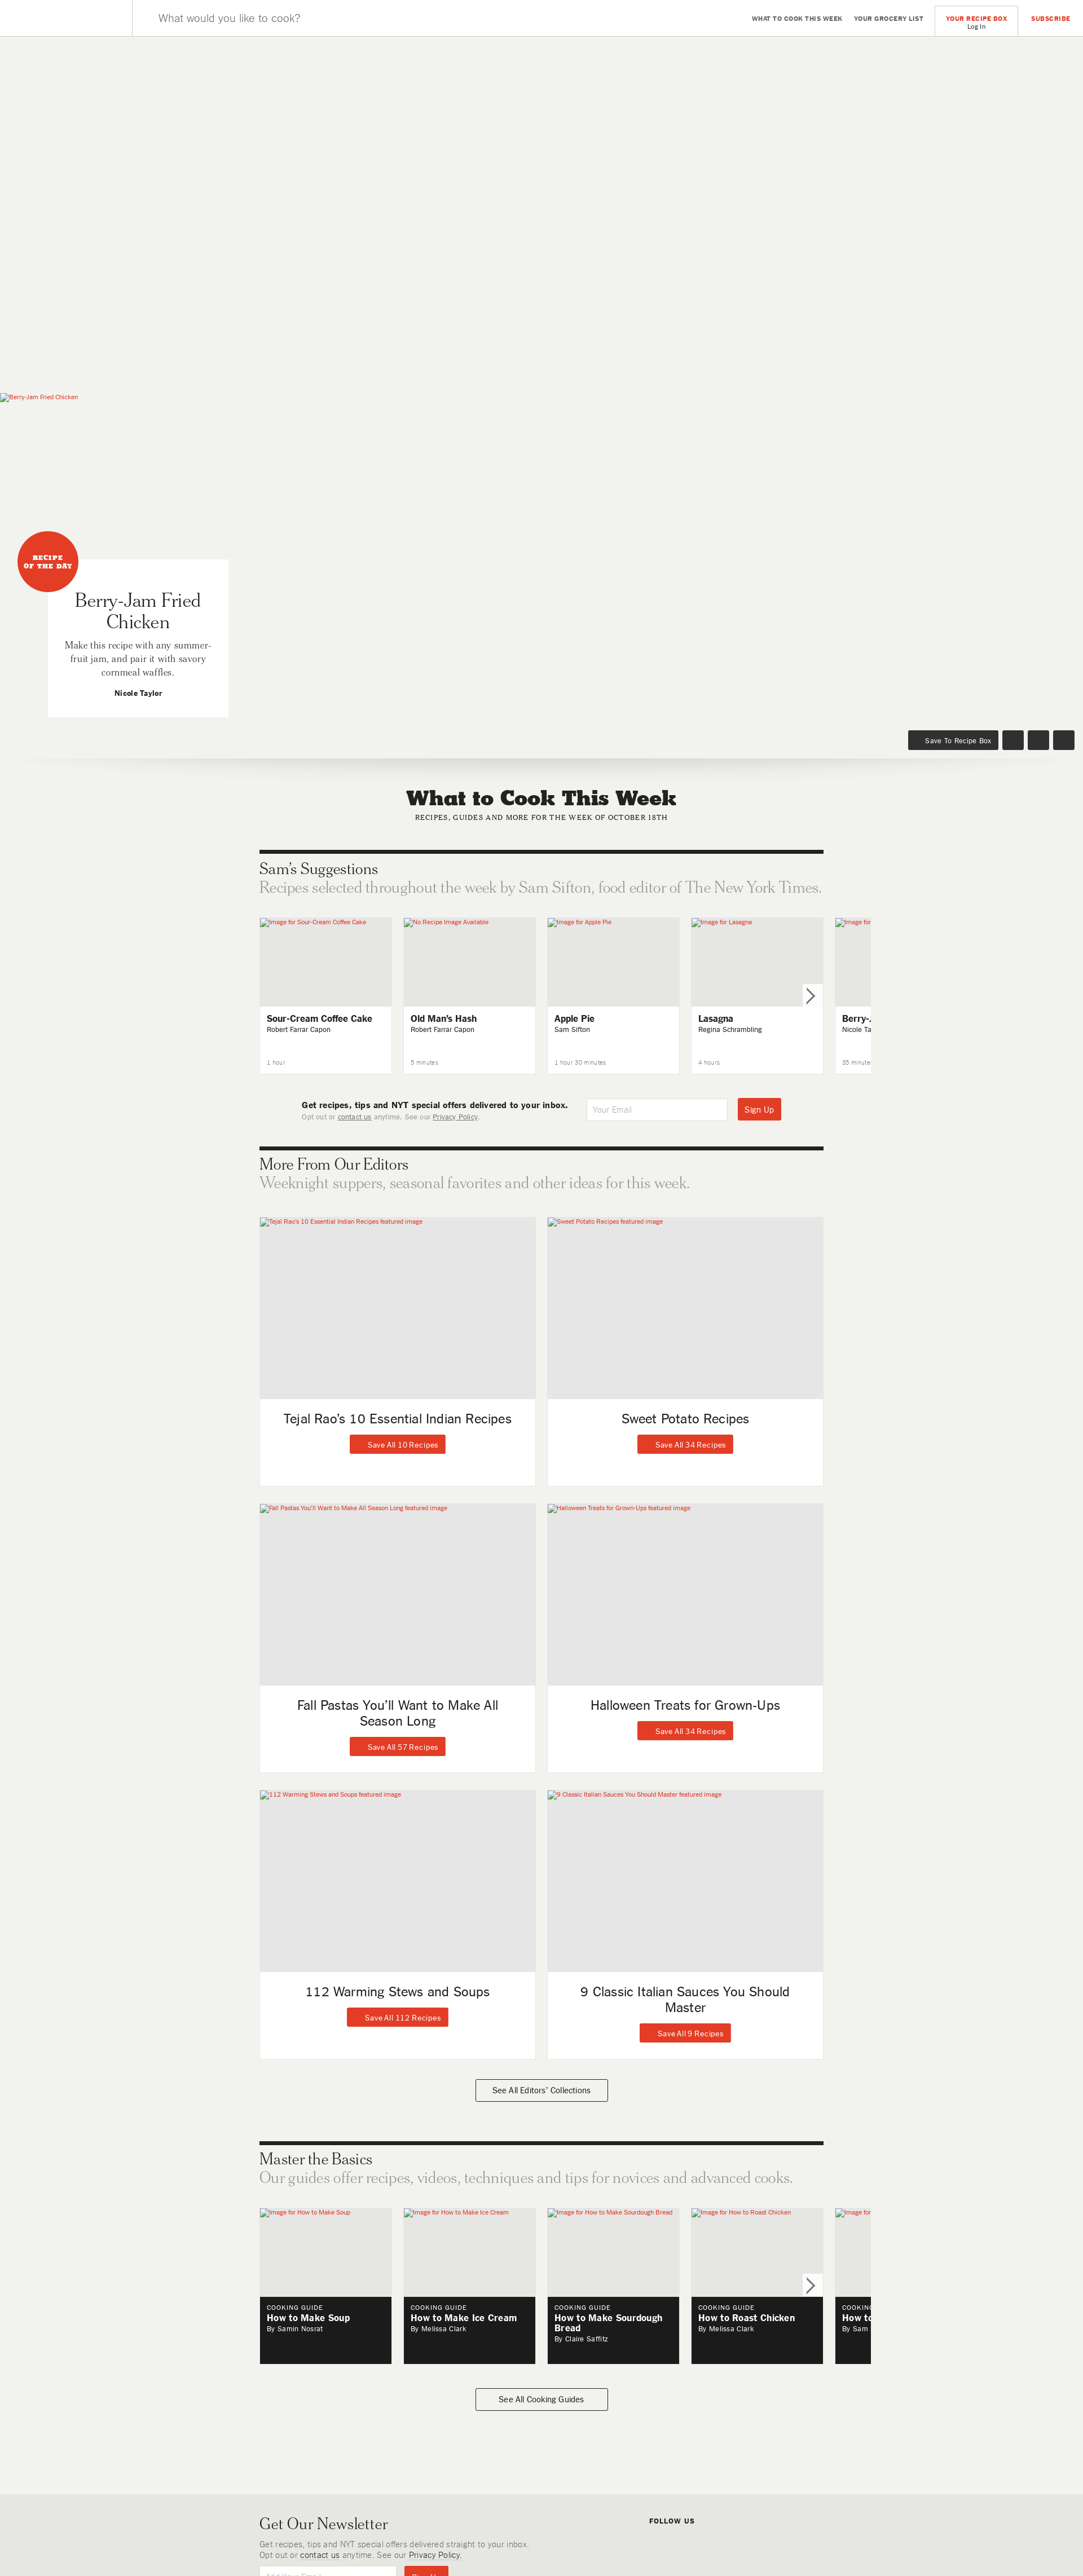 What would you like to cook?
WHAT TO COOK THIS WEEK
YOUR GROCERY LIST
YOUR RECIPE BOX
Log In
SUBSCRIBE
Berry-Jam Fried Chicken
RECIPE
OF THE DAY
Berry-Jam Fried
Chicken
Make this recipe with any summer-
fruit jam, and pair it with savory
cornmeal waffles.
Nicole Taylor
Save To Recipe Box
What to Cook This Week
RECIPES, GUIDES AND MORE FOR THE WEEK OF OCTOBER 18TH
Sam’s Suggestions
Recipes selected throughout the week by Sam Sifton, food editor of The New York Times.
Image for Sour-Cream Coffee Cake
Sour-Cream Coffee Cake
Robert Farrar Capon
1 hour
No Recipe Image Available
Old Man’s Hash
Robert Farrar Capon
5 minutes
Image for Apple Pie
Apple Pie
Sam Sifton
1 hour 30 minutes
Image for Lasagna
Lasagna
Regina Schrambling
4 hours
Image for
Berry-
Nicole Ta
35 minute
Get recipes, tips and NYT special offers delivered to your inbox.
Opt out or contact us anytime. See our Privacy Policy.
Your Email
Sign Up
More From Our Editors
Weeknight suppers, seasonal favorites and other ideas for this week.
Tejal Rao’s 10 Essential Indian Recipes featured image
Tejal Rao’s 10 Essential Indian Recipes
Save All 10 Recipes
Sweet Potato Recipes featured image
Sweet Potato Recipes
Save All 34 Recipes
Fall Pastas You’ll Want to Make All Season Long featured image
Fall Pastas You’ll Want to Make All
Season Long
Save All 57 Recipes
Halloween Treats for Grown-Ups featured image
Halloween Treats for Grown-Ups
Save All 34 Recipes
112 Warming Stews and Soups featured image
112 Warming Stews and Soups
Save All 112 Recipes
9 Classic Italian Sauces You Should Master featured image
9 Classic Italian Sauces You Should
Master
Save All 9 Recipes
See All Editors’ Collections
Master the Basics
Our guides offer recipes, videos, techniques and tips for novices and advanced cooks.
Image for How to Make Soup
COOKING GUIDE
How to Make Soup
By Samin Nosrat
Image for How to Make Ice Cream
COOKING GUIDE
How to Make Ice Cream
By Melissa Clark
Image for How to Make Sourdough Bread
COOKING GUIDE
How to Make Sourdough
Bread
By Claire Saffitz
Image for How to Roast Chicken
COOKING GUIDE
How to Roast Chicken
By Melissa Clark
Image for
COOKING
How to
By Sam
See All Cooking Guides
Get Our Newsletter
Get recipes, tips and NYT special offers delivered straight to your inbox.
Opt out or contact us anytime. See our Privacy Policy.
FOLLOW US